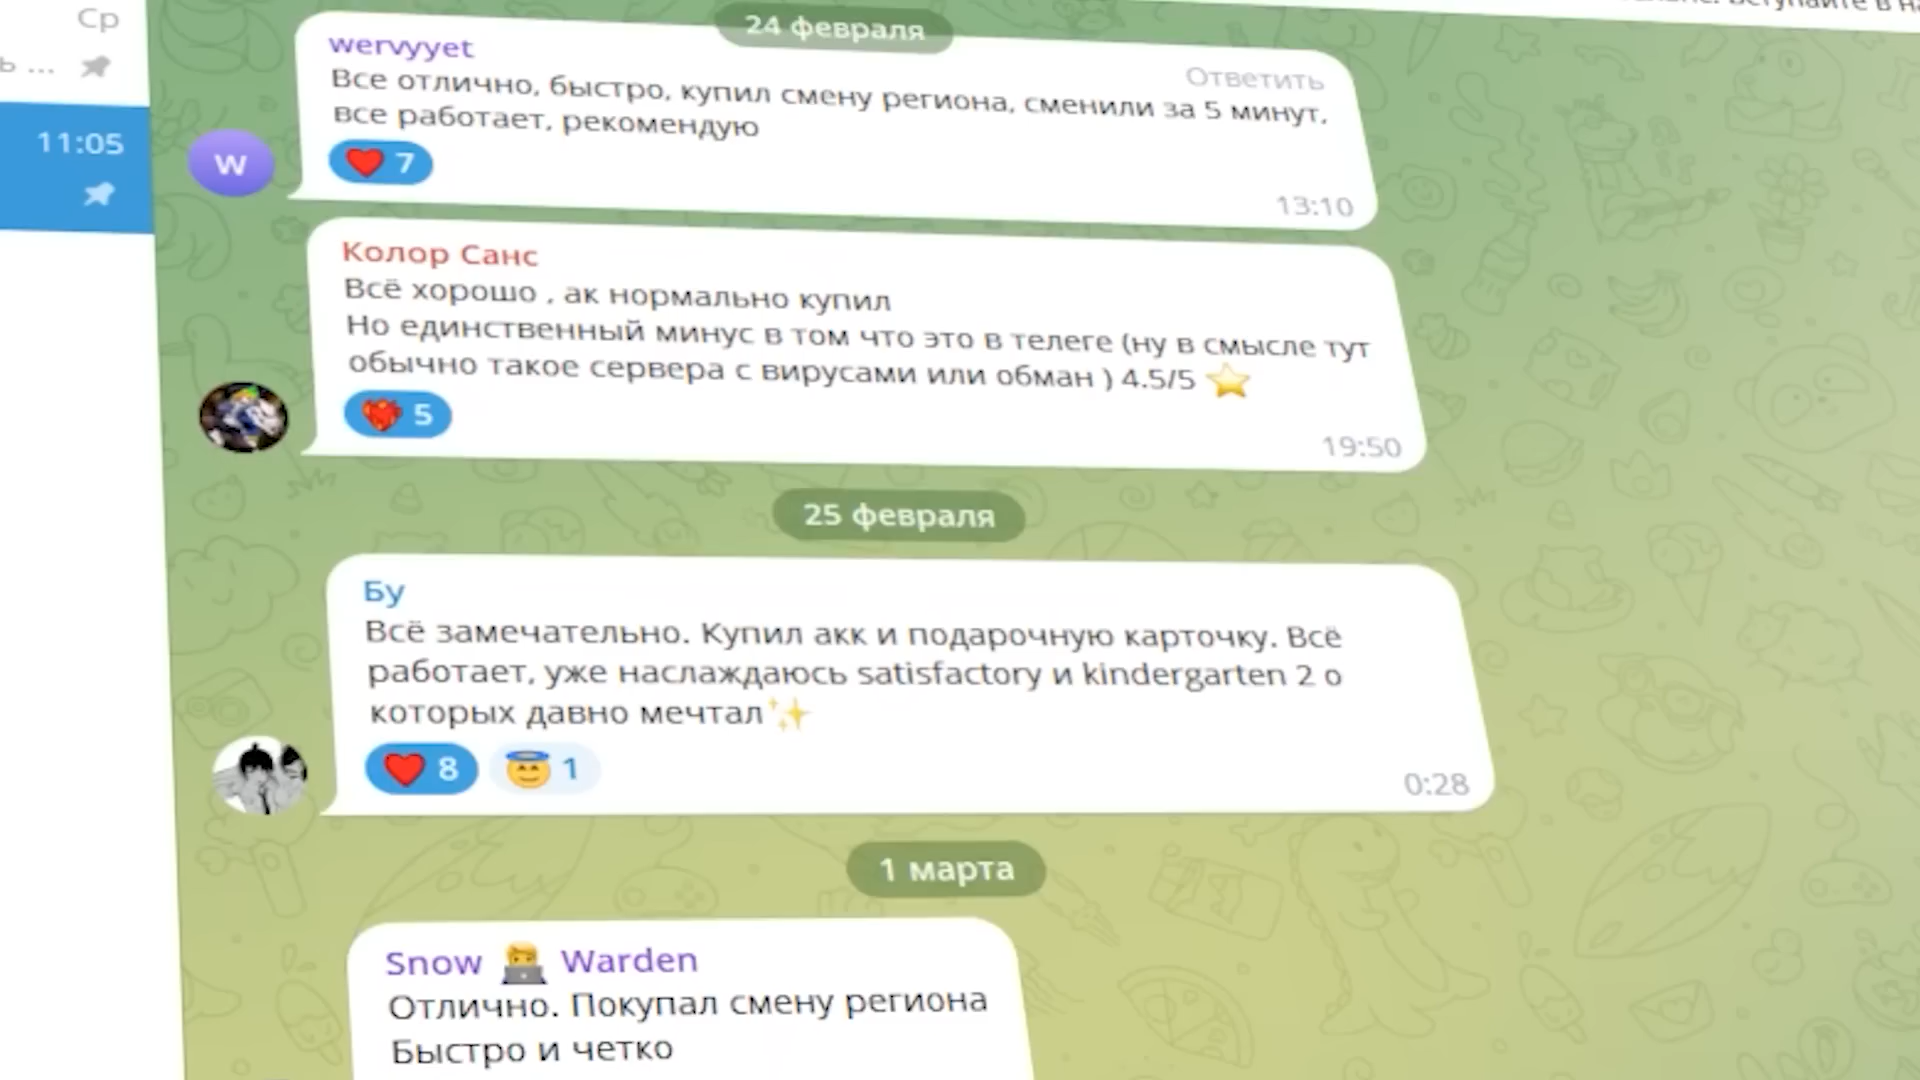 Ср
ь ...
11:05
24 февраля
wervyyet
Ответить
Все отлично, быстро, купил смену региона, сменили за 5 минут,
все работает, рекомендую
W
❤️ 7
13:10
Колор Санс
Всё хорошо , ак нормально купил
Но единственный минус в том что это в телеге (ну в смысле тут
обычно такое сервера с вирусами или обман ) 4.5/5 ⭐
5
19:50
25 февраля
Бу
Всё замечательно. Купил акк и подарочную карточку. Всё
работает, уже наслаждаюсь satisfactory и kindergarten 2 о
которых давно мечтал✨
❤️ 8 😇 1
0:28
1 марта
Snow 👨‍💻 Warden
Отлично. Покупал смену региона
Быстро и четко